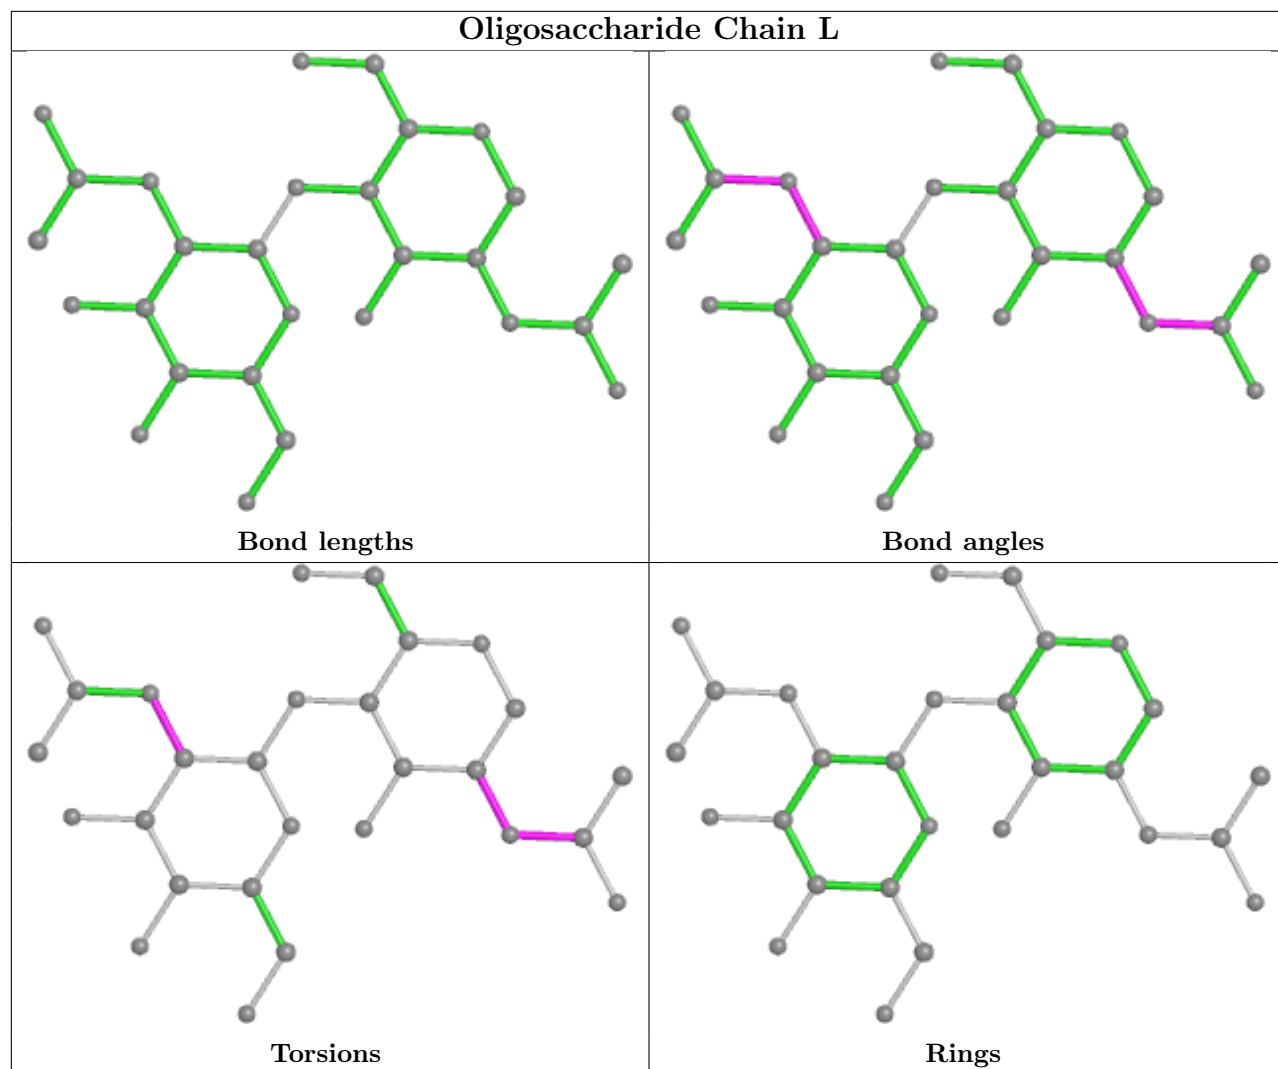 Oligosaccharide Chain L
Bond lengths
Bond angles
Torsions
Rings